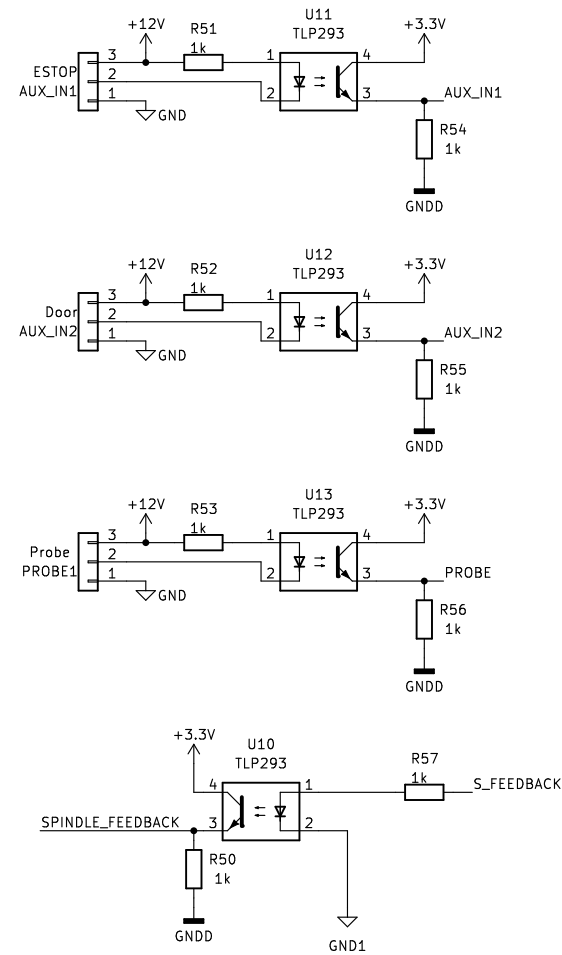 U11
TLP293
+12V
R51
1k
+3.3V
ESTOP
AUX_IN1
3
2
1
GND
1
2
4
3
AUX_IN1
R54
1k
GNDD
U12
TLP293
+12V
R52
1k
+3.3V
Door
AUX_IN2
3
2
1
GND
1
2
4
3
AUX_IN2
R55
1k
GNDD
U13
TLP293
+12V
R53
1k
+3.3V
Probe
PROBE1
3
2
1
GND
1
2
4
3
PROBE
R56
1k
GNDD
+3.3V
U10
TLP293
R57
1k
4
1
S_FEEDBACK
SPINDLE_FEEDBACK
3
2
R50
1k
GNDD
GND1